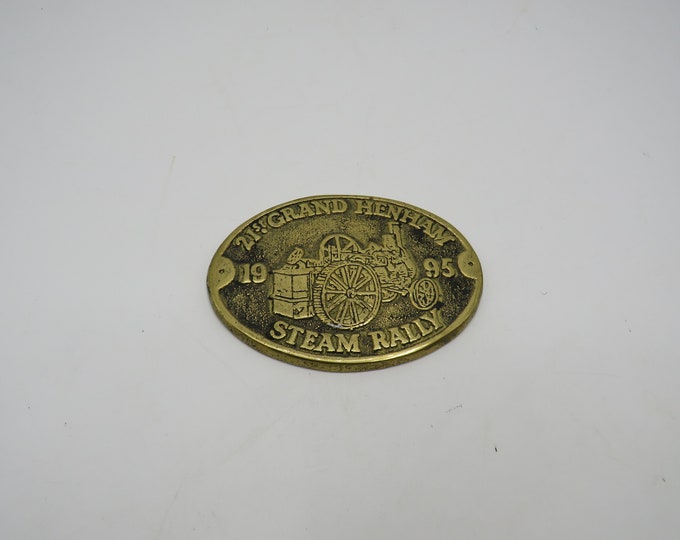 21ST GRAND HENHAM
19 95
STEAM RALLY